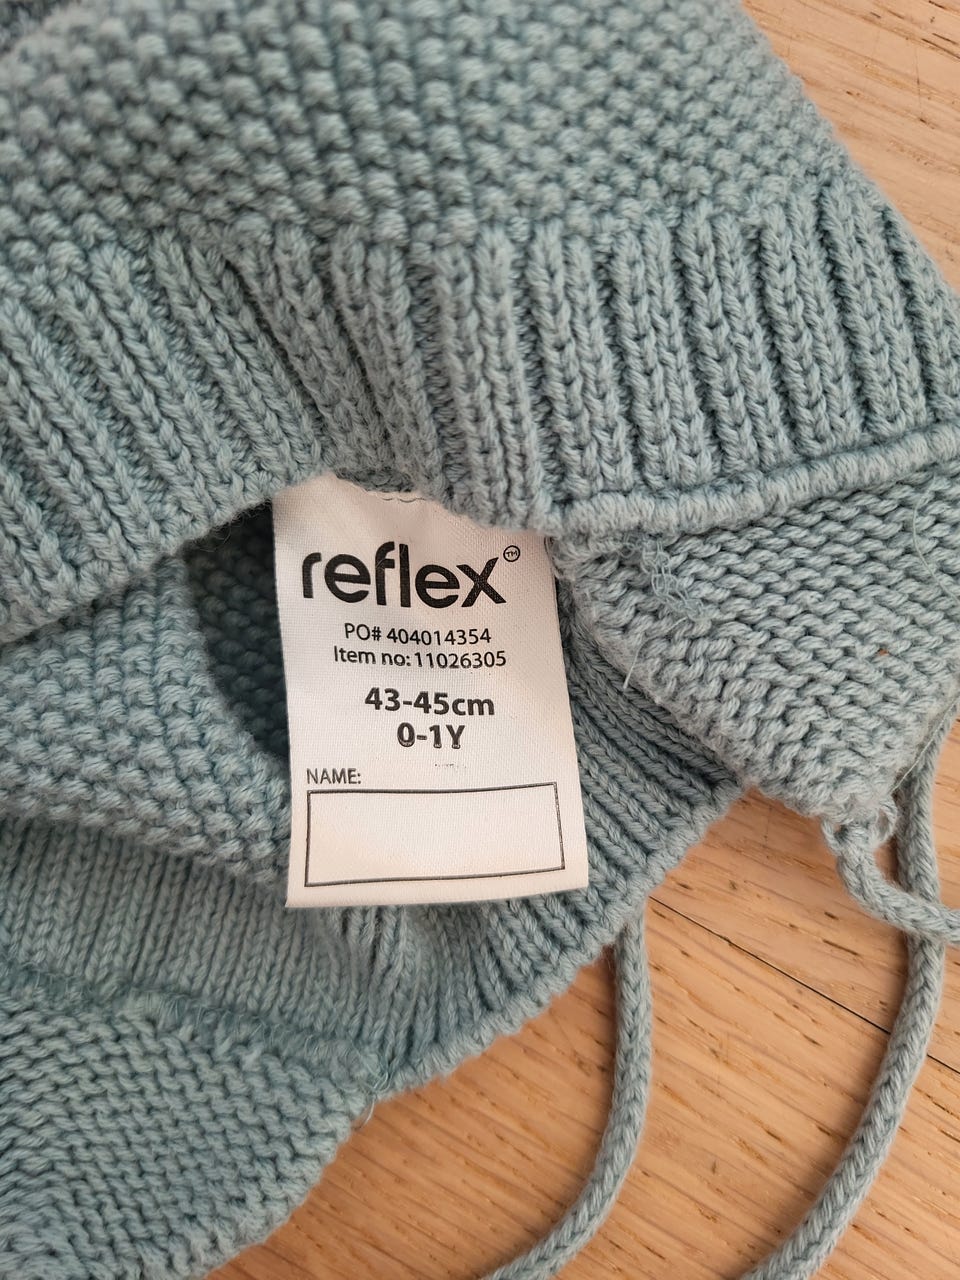 reflex™
PO# 404014354
Item no: 11026305
43-45cm
0-1Y
NAME: